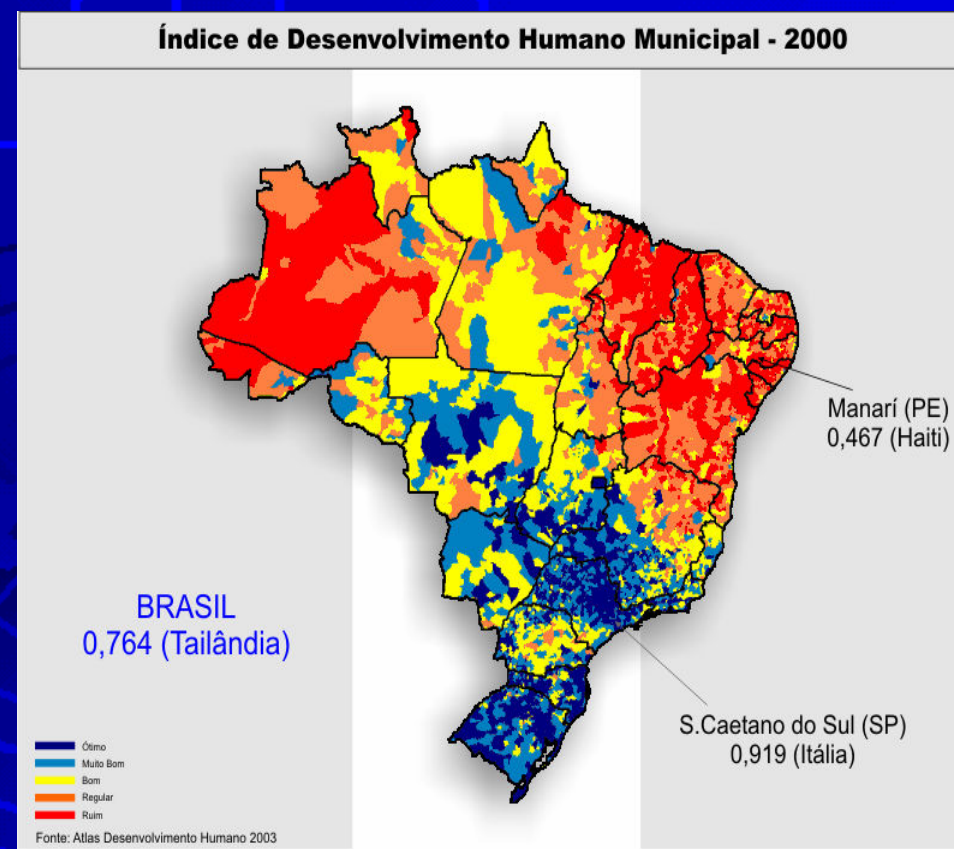 Índice de Desenvolvimento Humano Municipal - 2000
Manarí (PE)
0,467 (Haiti)
BRASIL
0,764 (Tailândia)
S.Caetano do Sul (SP)
0,919 (Itália)
Ótimo
Muito Bom
Bom
Regular
Ruim
Fonte: Atlas Desenvolvimento Humano 2003